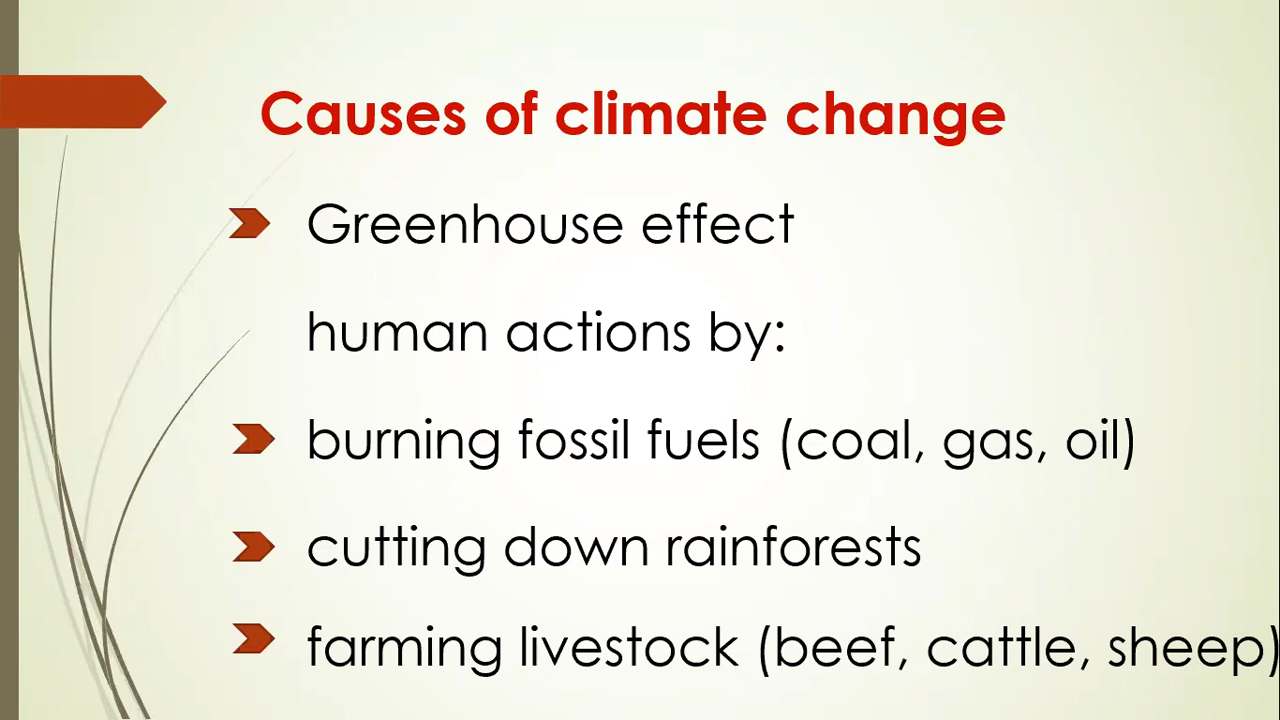 Causes of climate change
Greenhouse effect
human actions by:
burning fossil fuels (coal, gas, oil)
cutting down rainforests
farming livestock (beef, cattle, sheep)